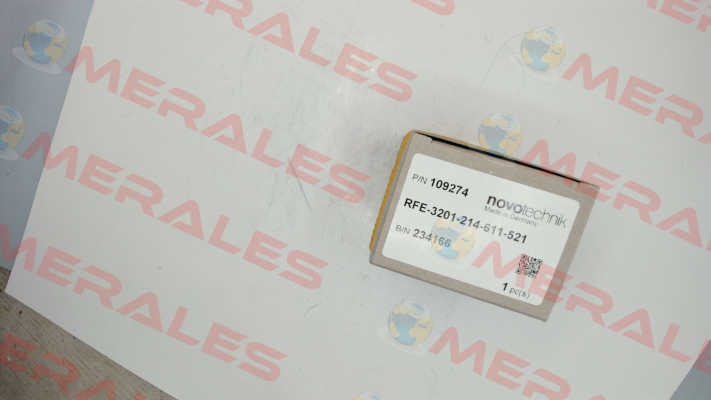 P/N 109274
novotechnik
Made in Germany
RFE-3201-214-611-521
B/N 234166
1 pc(s)
MERALES
MERALES
MERALES
MERALES
MERALES
MERALES
MERALES